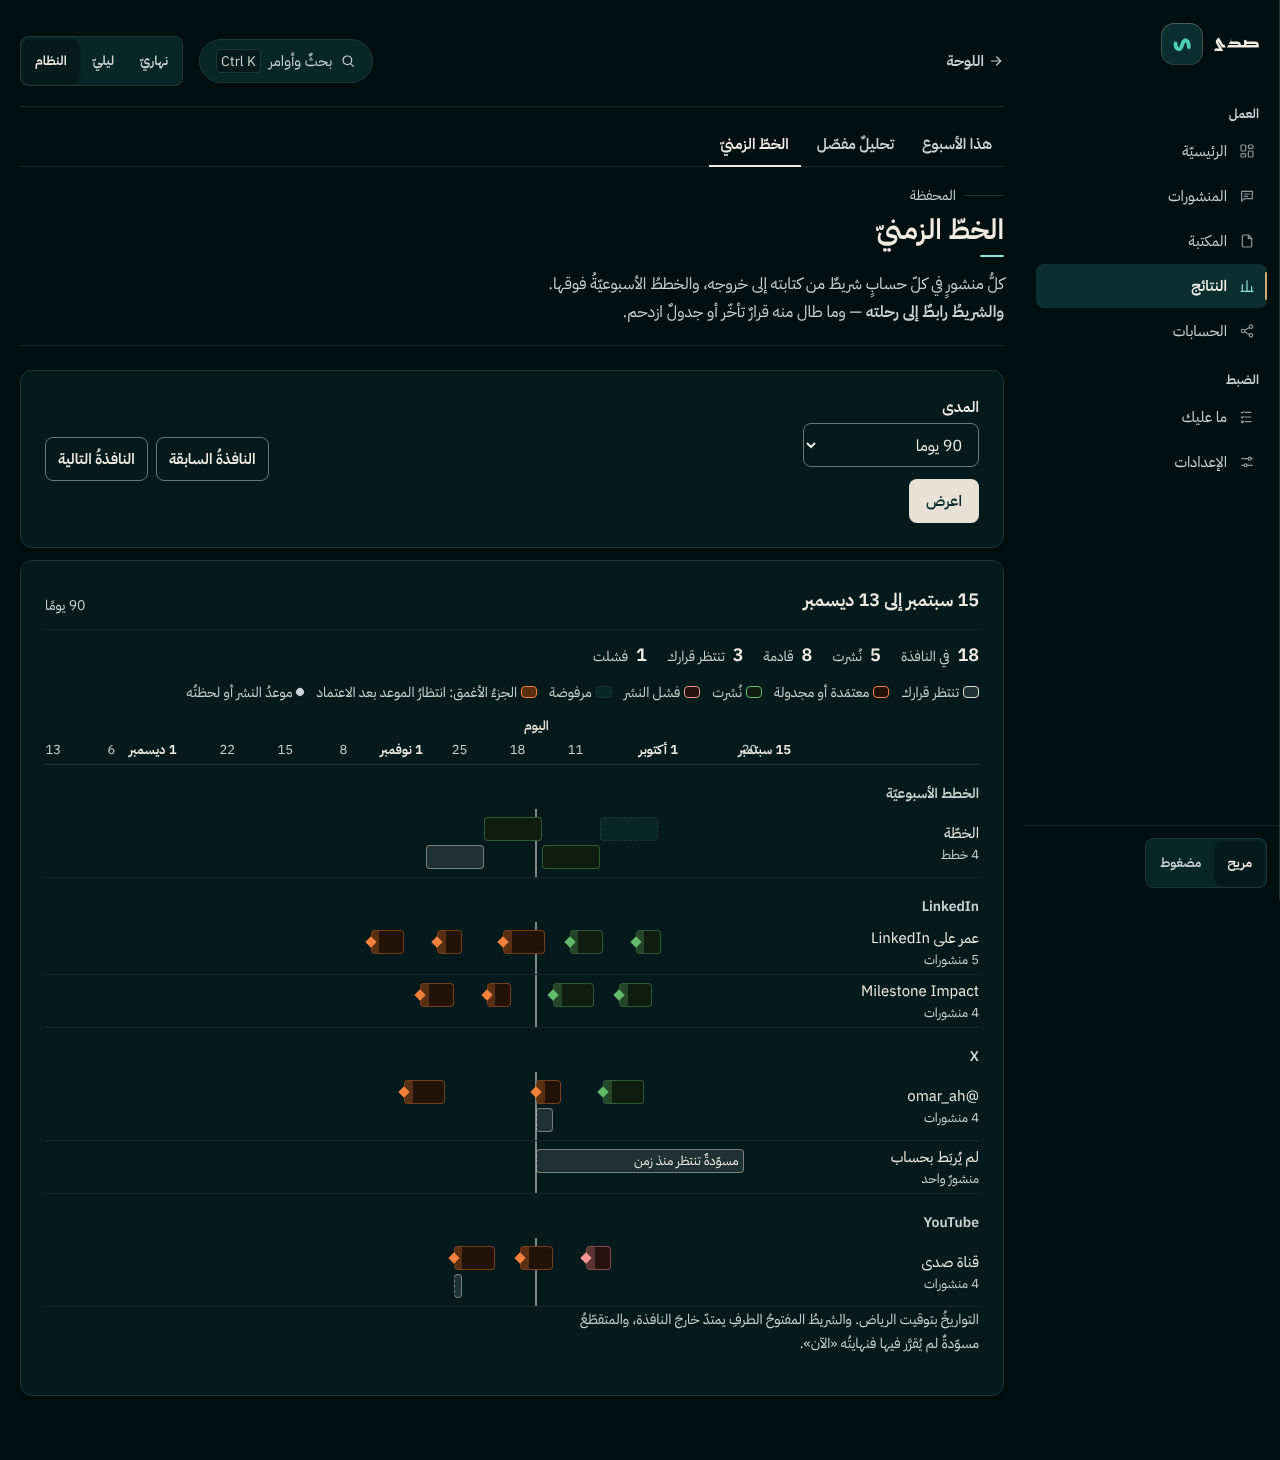 صدى
العمل
الرئيسيّة
المنشورات
المكتبة
النتائج
الحسابات
الضبط
ما عليك
الإعدادات
مريح
مضغوط
اللوحة
بحثٌ وأوامر Ctrl K
نهاريّ
ليليّ
النظام
هذا الأسبوع
تحليلٌ مفصّل
الخطّ الزمنيّ
المحفظة
الخطّ الزمنيّ
كلُّ منشورٍ في كلّ حسابٍ شريطٌ من كتابته إلى خروجه، والخططُ الأسبوعيّةُ فوقها.
والشريطُ رابطٌ إلى رحلته — وما طال منه قرارٌ تأخّر أو جدولٌ ازدحم.
المدى
90 يوما
اعرض
النافذةُ السابقة
النافذةُ التالية
15 سبتمبر إلى 13 ديسمبر
90 يومًا
18 في النافذة
5 نُشرت
8 قادمة
3 تنتظر قرارك
1 فشلت
تنتظر قرارك
معتمَدة أو مجدولة
نُشرت
فشل النشر
مرفوضة
الجزءُ الأغمق: انتظارُ الموعد بعد الاعتماد
موعدُ النشر أو لحظتُه
اليوم
15 سبتمبر
20
1 أكتوبر
11
18
25
1 نوفمبر
8
15
22
1 ديسمبر
6
13
الخطط الأسبوعيّة
الخطّة
4 خطط
LinkedIn
عمر على LinkedIn
5 منشورات
Milestone Impact
4 منشورات
X
@omar_ah
4 منشورات
لم يُربَط بحساب
منشورٌ واحد
مسوّدةٌ تنتظر منذ زمن
YouTube
قناة صدى
4 منشورات
التواريخُ بتوقيت الرياض. والشريطُ المفتوحُ الطرفِ يمتدّ خارجَ النافذة، والمتقطّعُ
مسوّدةٌ لم يُقرَّر فيها فنهايتُه «الآن».